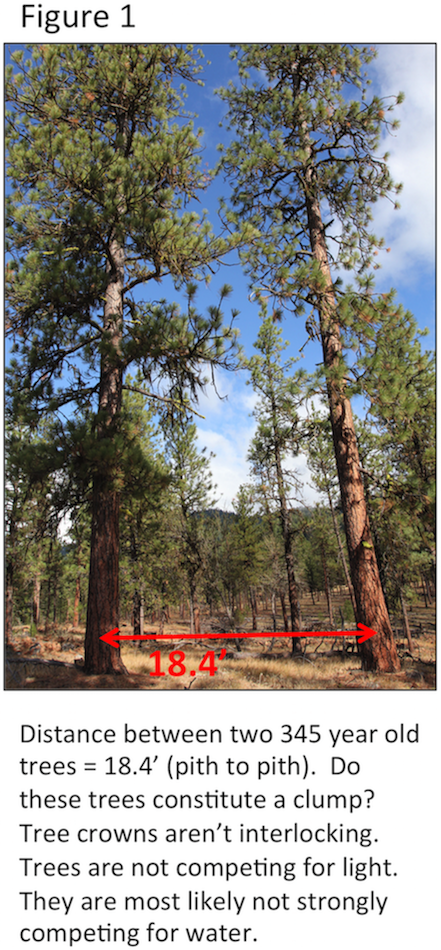 Figure 1
18.4’
Distance between two 345 year old
trees = 18.4’ (pith to pith).  Do
these trees constitute a clump?
Tree crowns aren’t interlocking.
Trees are not competing for light.
They are most likely not strongly
competing for water.